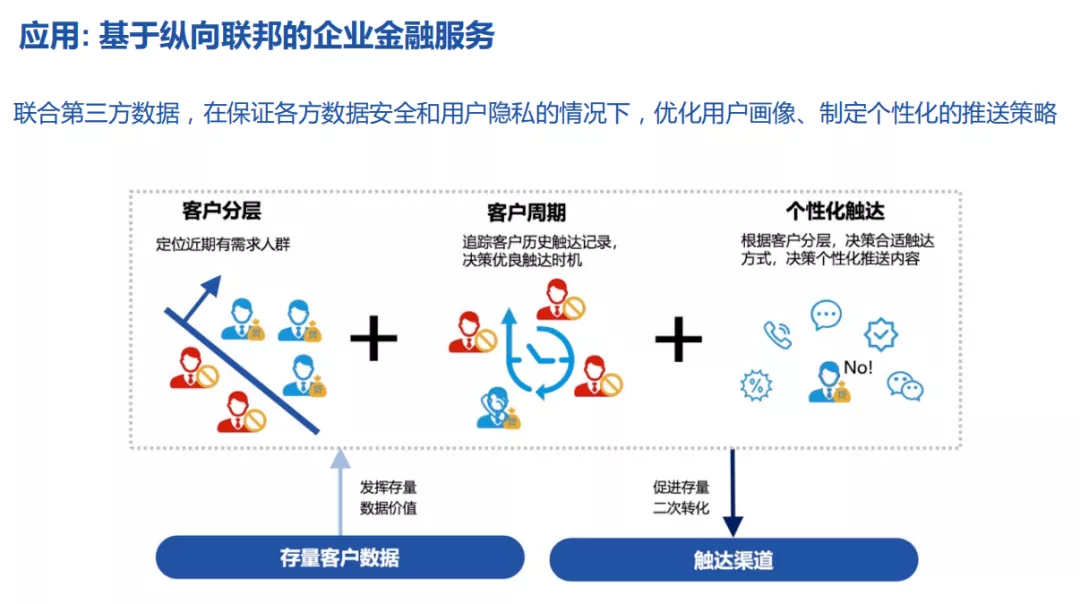 应用: 基于纵向联邦的企业金融服务
联合第三方数据，在保证各方数据安全和用户隐私的情况下，优化用户画像、制定个性化的推送策略
客户分层
定位近期有需求人群
客户周期
追踪客户历史触达记录，
决策优良触达时机
个性化触达
根据客户分层，决策合适触达
方式，决策个性化推送内容
No!
%
发挥存量
数据价值
促进存量
二次转化
存量客户数据
触达渠道